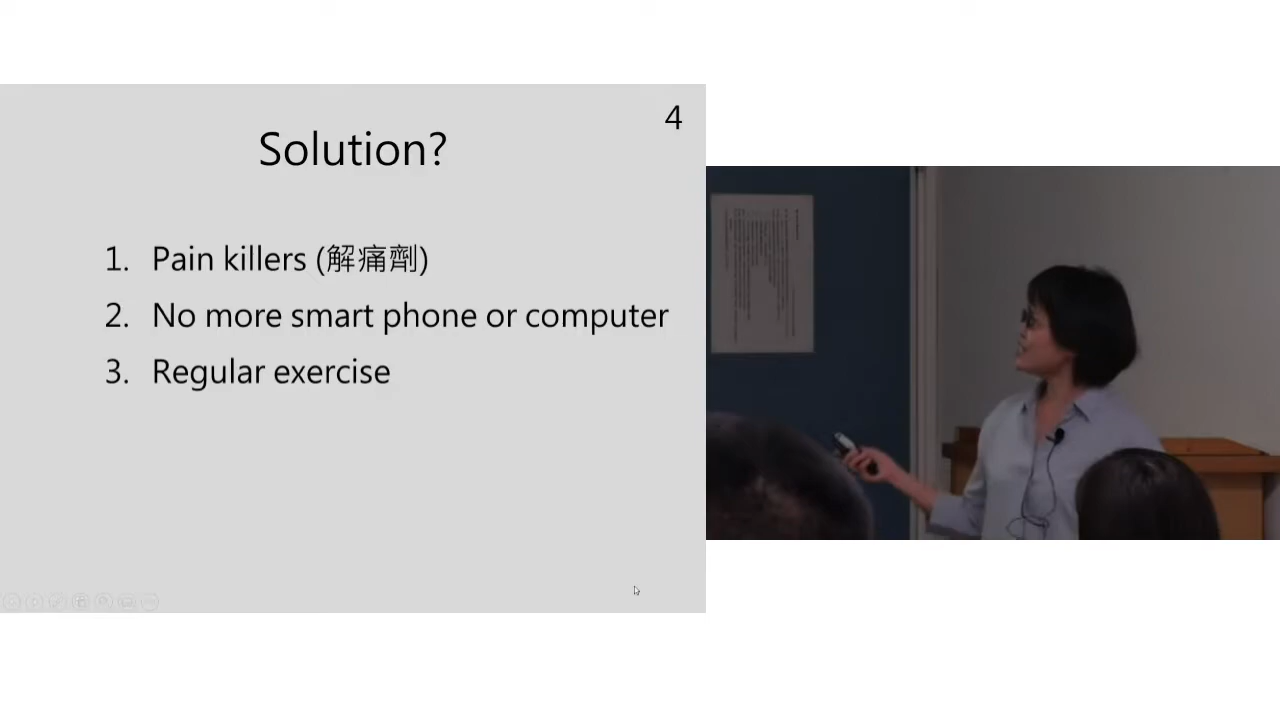 4
Solution?
1. Pain killers (解痛劑)
2. No more smart phone or computer
3. Regular exercise